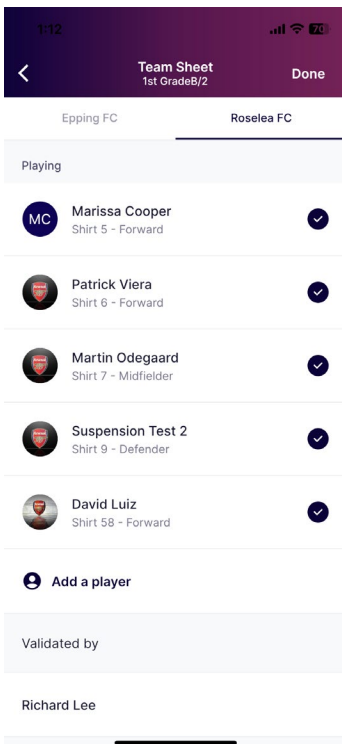 1:12
70
Team Sheet
1st GradeB/2
Done
Epping FC
Roselea FC
Playing
MC
Marissa Cooper
Shirt 5 - Forward
Patrick Viera
Shirt 6 - Forward
Martin Odegaard
Shirt 7 - Midfielder
Suspension Test 2
Shirt 9 - Defender
David Luiz
Shirt 58 - Forward
Add a player
Validated by
Richard Lee